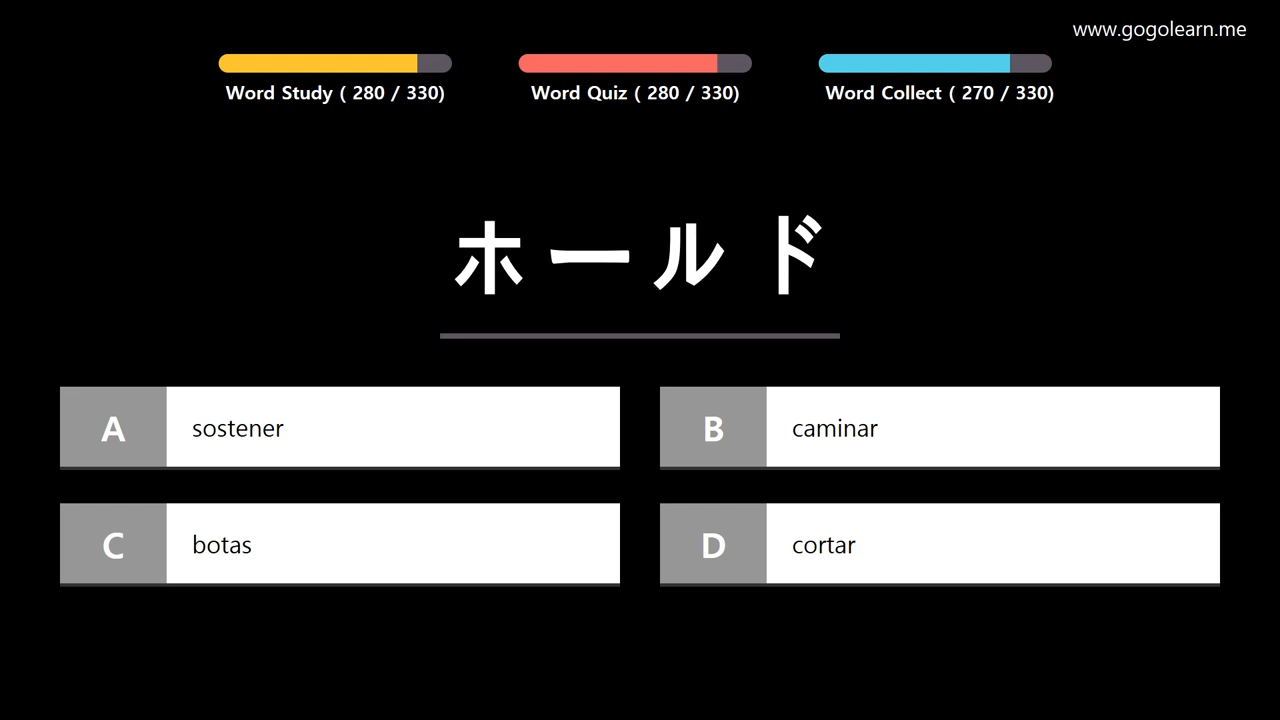 www.gogolearn.me
Word Study ( 280 / 330)
Word Quiz ( 280 / 330)
Word Collect ( 270 / 330)
ホールド
A sostener
B caminar
C botas
D cortar